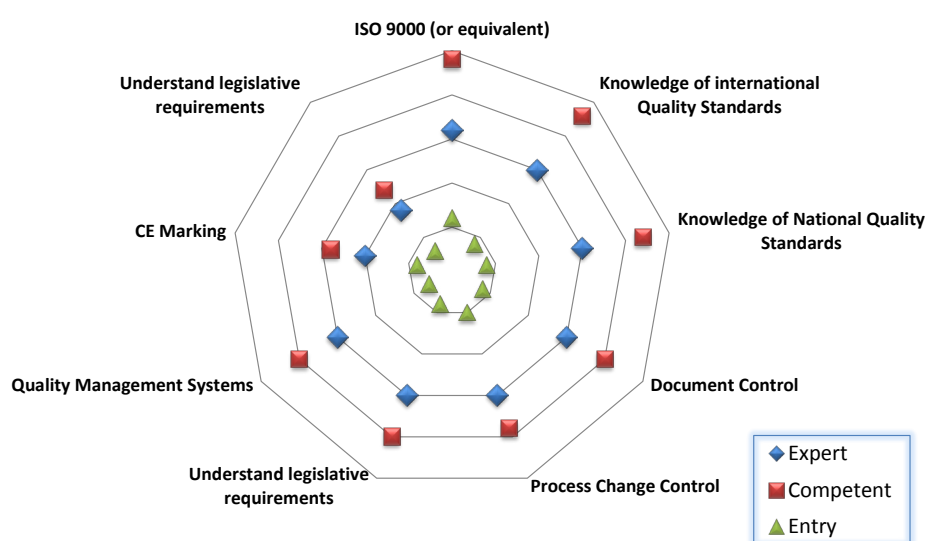 ISO 9000 (or equivalent)
Understand legislative
requirements
Knowledge of international
Quality Standards
CE Marking
Knowledge of National Quality
Standards
Quality Management Systems
Document Control
Understand legislative
requirements
Process Change Control
Expert
Competent
Entry